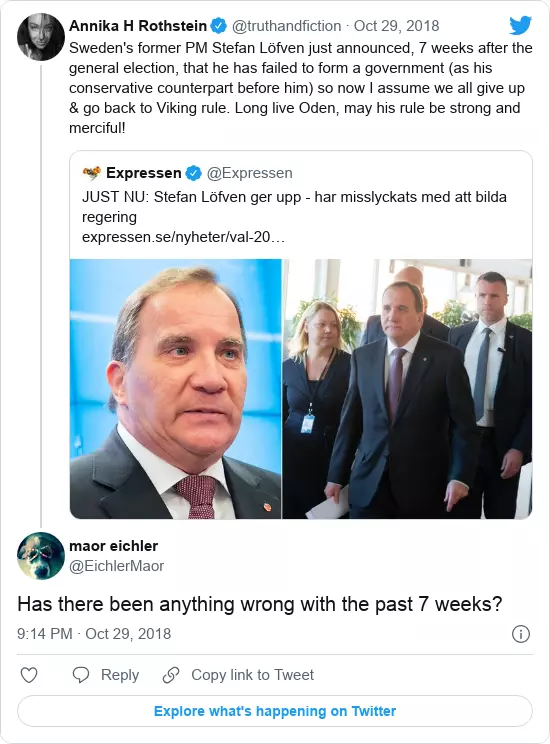 Annika H Rothstein @truthandfiction · Oct 29, 2018
Sweden's former PM Stefan Löfven just announced, 7 weeks after the
general election, that he has failed to form a government (as his
conservative counterpart before him) so now I assume we all give up
& go back to Viking rule. Long live Oden, may his rule be strong and
merciful!
Expressen @Expressen
JUST NU: Stefan Löfven ger upp - har misslyckats med att bilda
regering
expressen.se/nyheter/val-20…
maor eichler
@EichlerMaor
Has there been anything wrong with the past 7 weeks?
9:14 PM · Oct 29, 2018
Reply Copy link to Tweet
Explore what's happening on Twitter